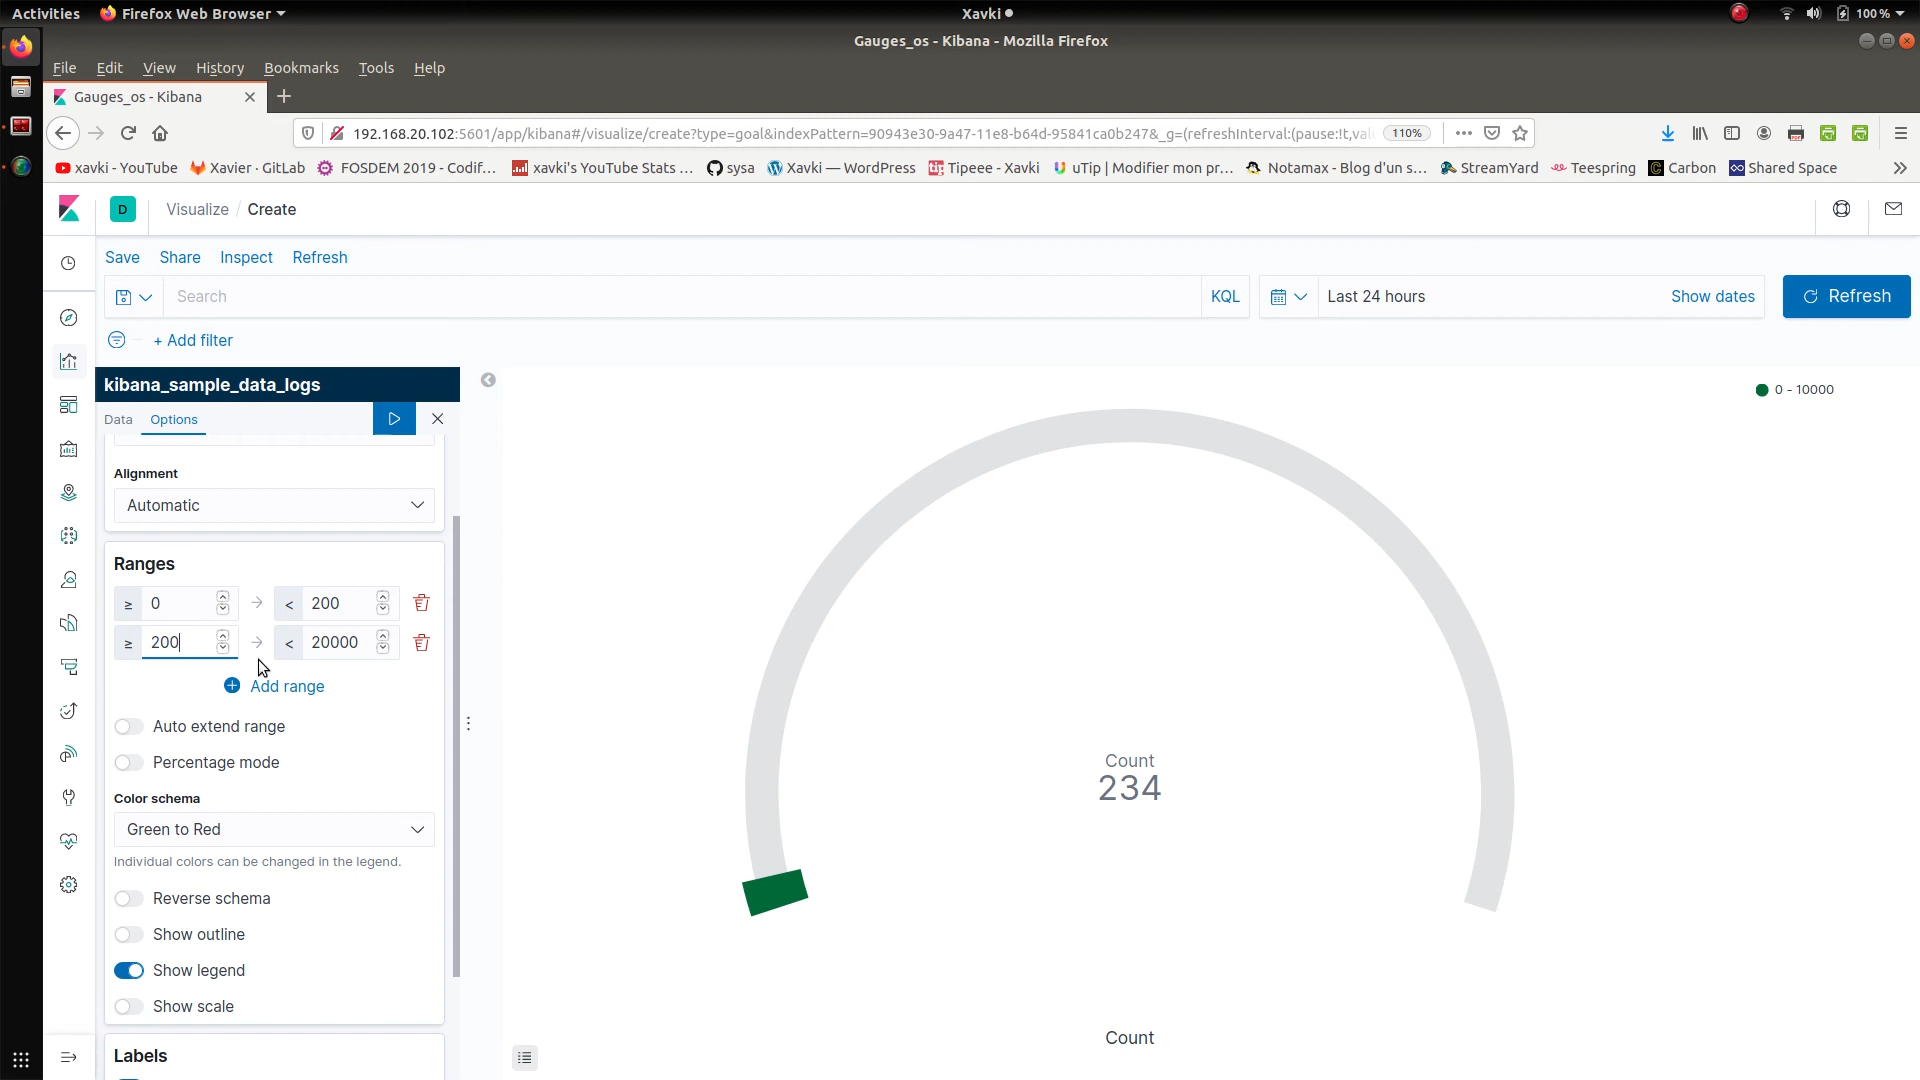 Activities Firefox Web Browser Xavki 100 %
Gauges_os - Kibana - Mozilla Firefox
File Edit View History Bookmarks Tools Help
Gauges_os - Kibana
192.168.20.102:5601/app/kibana#/visualize/create?type=goal&indexPattern=90943e30-9a47-11e8-b64d-95841ca0b247&_g=(refreshInterval:(pause:!t,val 110%
xavki - YouTube Xavier · GitLab FOSDEM 2019 - Codif... xavki's YouTube Stats ... sysa Xavki — WordPress Tipeee - Xavki uTip | Modifier mon pr... Notamax - Blog d'un s... StreamYard Teespring Carbon Shared Space
D Visualize / Create
Save Share Inspect Refresh
Search KQL Last 24 hours Show dates Refresh
+ Add filter
kibana_sample_data_logs
0 - 10000
Data Options
Alignment
Automatic
Ranges
≥ 0 → < 200
≥ 200 → < 20000
Add range
Auto extend range
Percentage mode
Count
234
Color schema
Green to Red
Individual colors can be changed in the legend.
Reverse schema
Show outline
Show legend
Show scale
Count
Labels